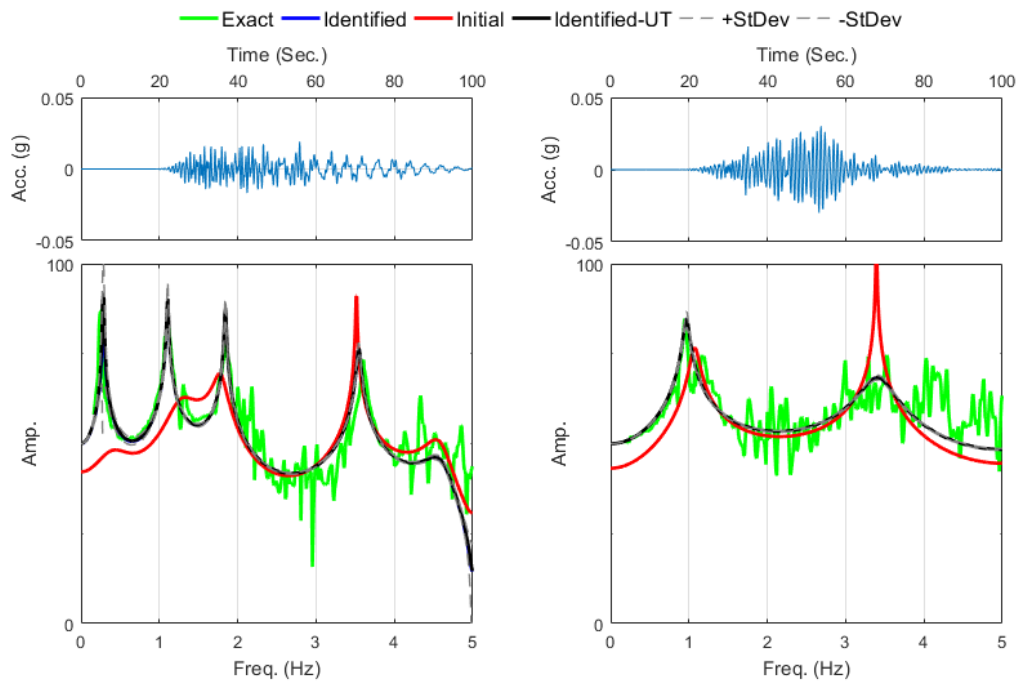 Exact Identified Initial Identified-UT +StDev -StDev
Time (Sec.) Time (Sec.)
0 20 40 60 80 100 0 20 40 60 80 100
0.05 0.05
Acc. (g) 0 Acc. (g) 0
-0.05 -0.05
100 100
Amp. Amp.
0 0
0 1 2 3 4 5 0 1 2 3 4 5
Freq. (Hz) Freq. (Hz)